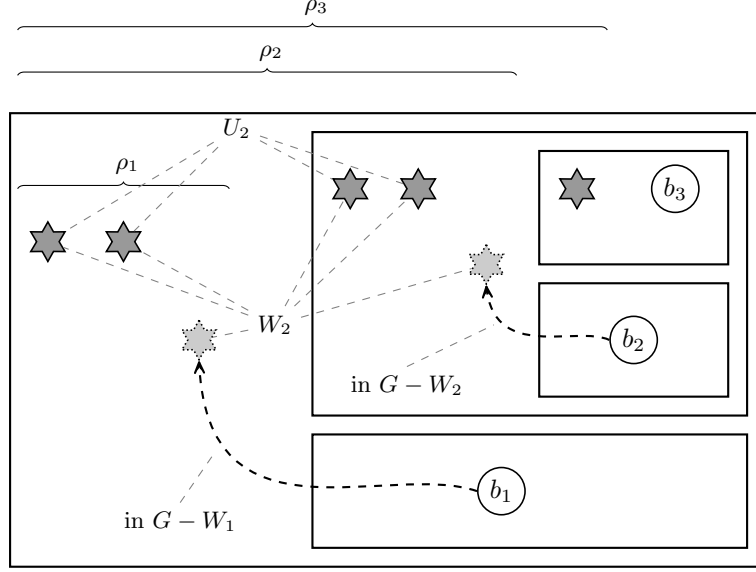 ρ₃
ρ₂
U₂
ρ₁
b₃
W₂
b₂
in G − W₂
b₁
in G − W₁